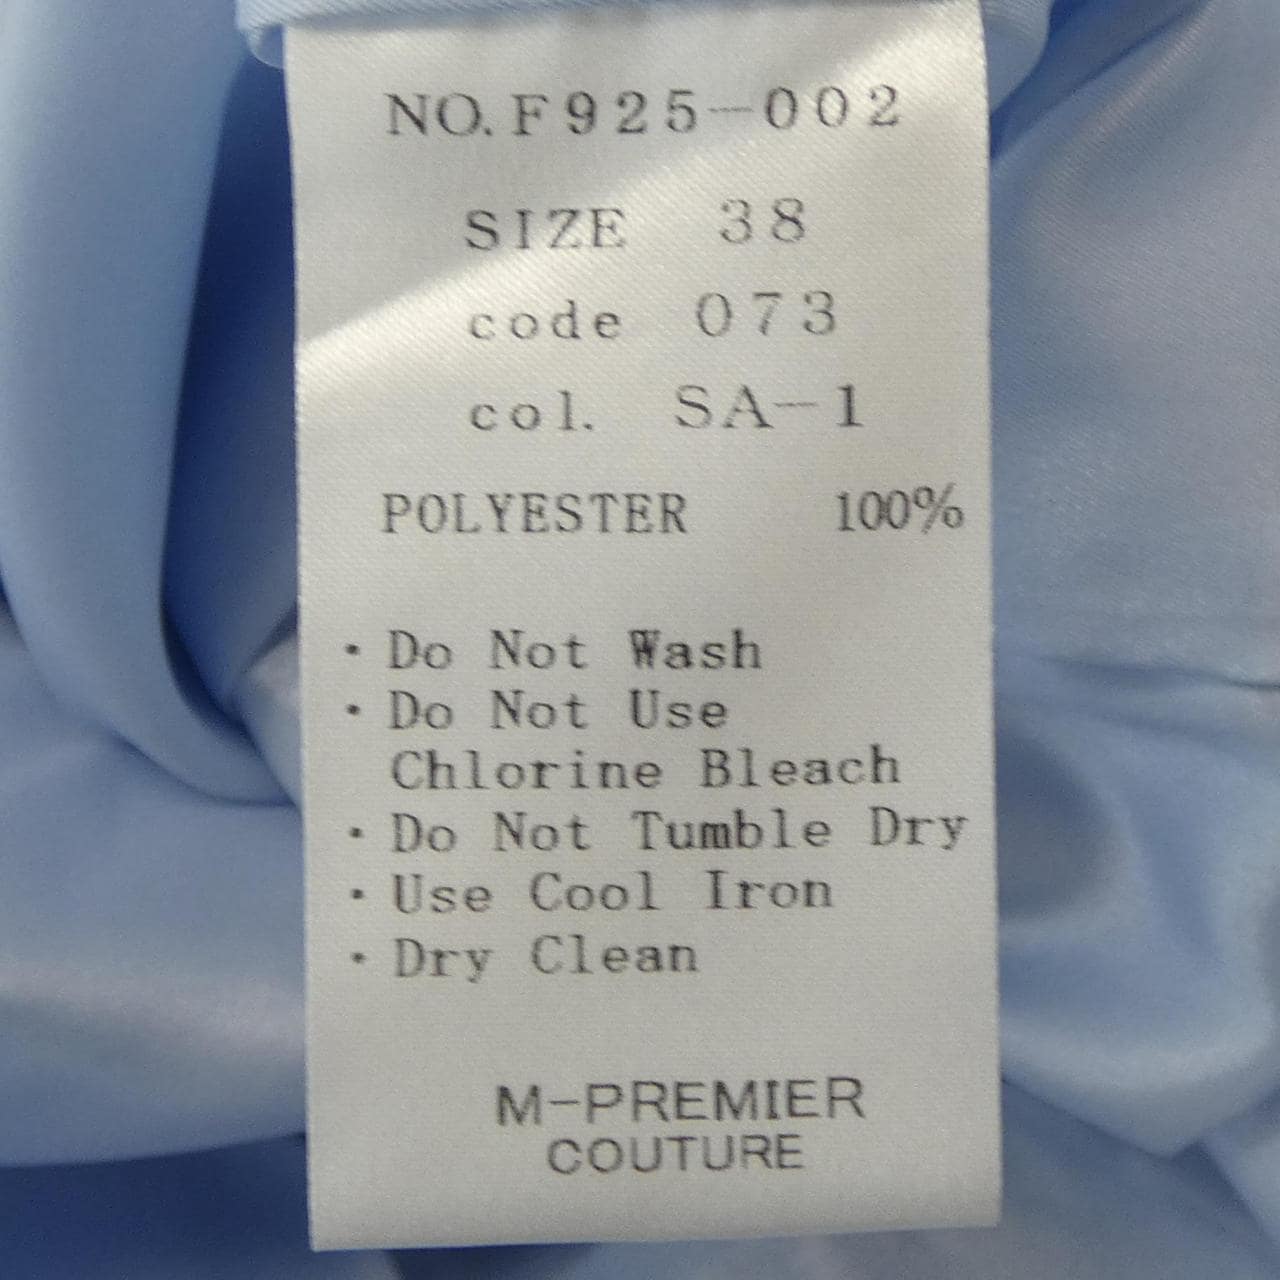 NO. F925-002
SIZE 38
code 073
col. SA-1
POLYESTER 100%
・Do Not Wash
・Do Not Use
Chlorine Bleach
・Do Not Tumble Dry
・Use Cool Iron
・Dry Clean
M-PREMIER
COUTURE